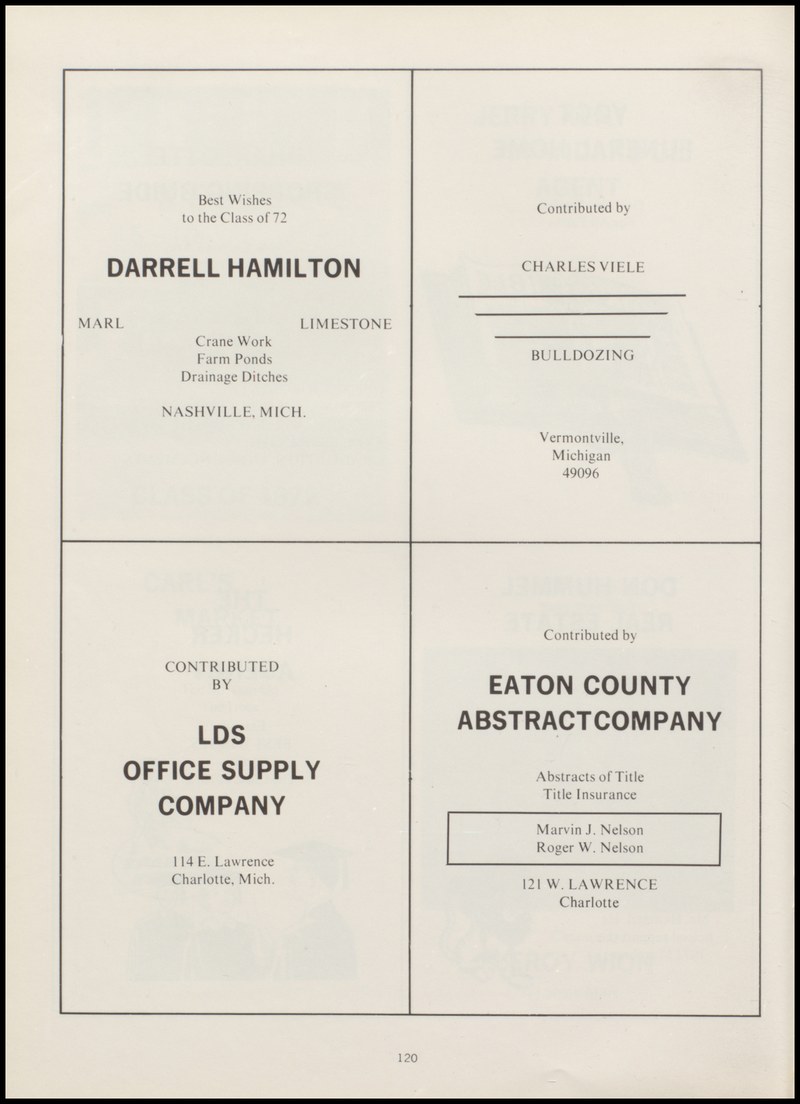 Best Wishes
to the Class of 72
DARRELL HAMILTON
MARL LIMESTONE
Crane Work
Farm Ponds
Drainage Ditches
NASHVILLE, MICH.
Contributed by
CHARLES VIELE
BULLDOZING
Vermontville,
Michigan
49096
CONTRIBUTED
BY
LDS
OFFICE SUPPLY
COMPANY
114 E. Lawrence
Charlotte, Mich.
Contributed by
EATON COUNTY
ABSTRACT COMPANY
Abstracts of Title
Title Insurance
Marvin J. Nelson
Roger W. Nelson
121 W. LAWRENCE
Charlotte
120